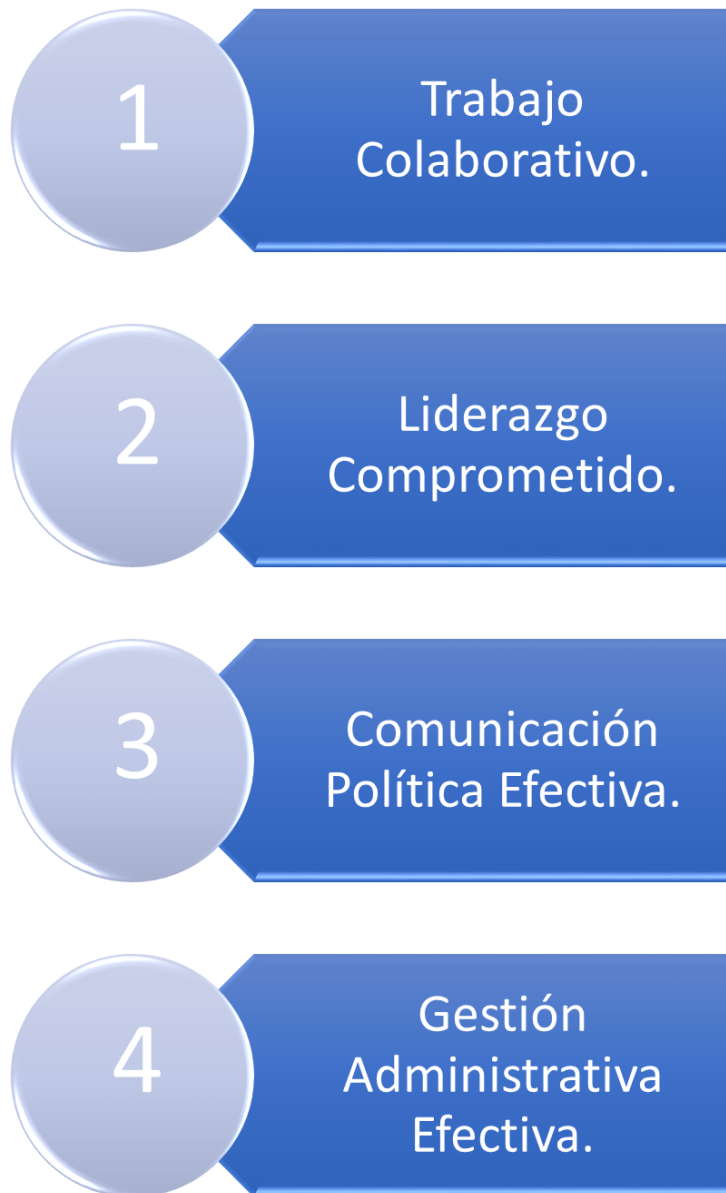 1
Trabajo
Colaborativo.
2
Liderazgo
Comprometido.
3
Comunicación
Política Efectiva.
4
Gestión
Administrativa
Efectiva.